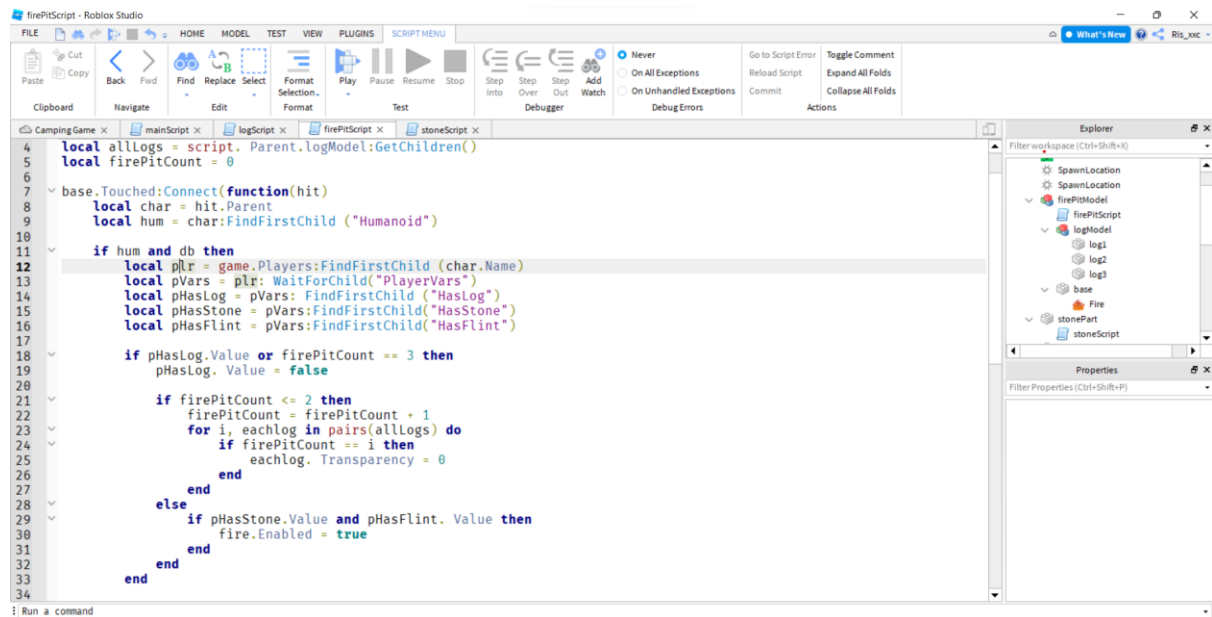 firePitScript - Roblox Studio
FILE HOME MODEL TEST VIEW PLUGINS SCRIPT MENU What's New Ris_xxc
Paste Cut Copy Back Fwd Find Replace Select Format Selection Play Pause Resume Stop Step Into Step Over Step Out Add Watch
Never
On All Exceptions
On Unhandled Exceptions
Go to Script Error Toggle Comment
Reload Script Expand All Folds
Commit Collapse All Folds
Clipboard Navigate Edit Format Test Debugger Debug Errors Actions
Camping Game × mainScript × logScript × firePitScript × stoneScript ×
4 local allLogs = script. Parent.logModel:GetChildren()
5 local firePitCount = 0
6
7 base.Touched:Connect(function(hit)
8 local char = hit.Parent
9 local hum = char:FindFirstChild ("Humanoid")
10
11 if hum and db then
12 local plr = game.Players:FindFirstChild (char.Name)
13 local pVars = plr: WaitForChild("PlayerVars")
14 local pHasLog = pVars: FindFirstChild ("HasLog")
15 local pHasStone = pVars:FindFirstChild("HasStone")
16 local pHasFlint = pVars:FindFirstChild("HasFlint")
17
18 if pHasLog.Value or firePitCount == 3 then
19 pHasLog. Value = false
20
21 if firePitCount <= 2 then
22 firePitCount = firePitCount + 1
23 for i, eachlog in pairs(allLogs) do
24 if firePitCount == i then
25 eachlog. Transparency = 0
26 end
27 end
28 else
29 if pHasStone.Value and pHasFlint. Value then
30 fire.Enabled = true
31 end
32 end
33 end
34
Run a command
Explorer
Filter workspace (Ctrl+Shift+X)
SpawnLocation
SpawnLocation
firePitModel
firePitScript
logModel
log1
log2
log3
base
Fire
stonePart
stoneScript
Properties
Filter Properties (Ctrl+Shift+P)